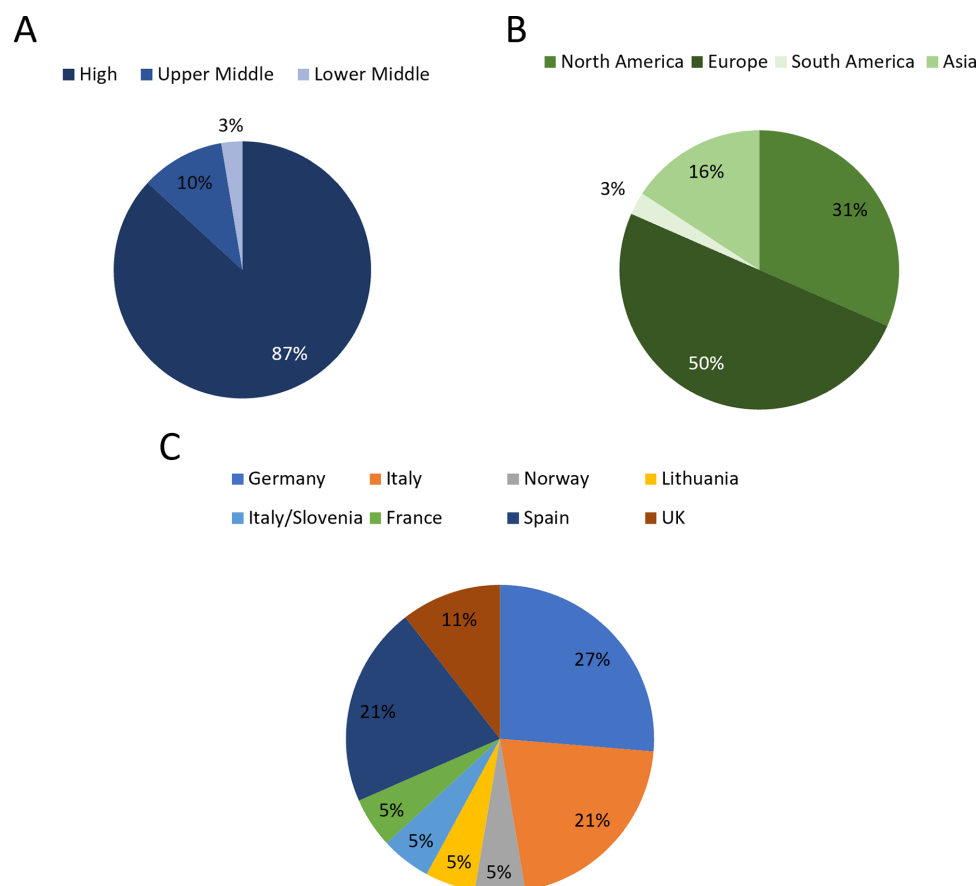 A
B
High Upper Middle Lower Middle
North America Europe South America Asia
3%
10%
87%
16%
3%
31%
50%
C
Germany Italy Norway Lithuania
Italy/Slovenia France Spain UK
11%
27%
21%
5%
5%
5%
5%
21%